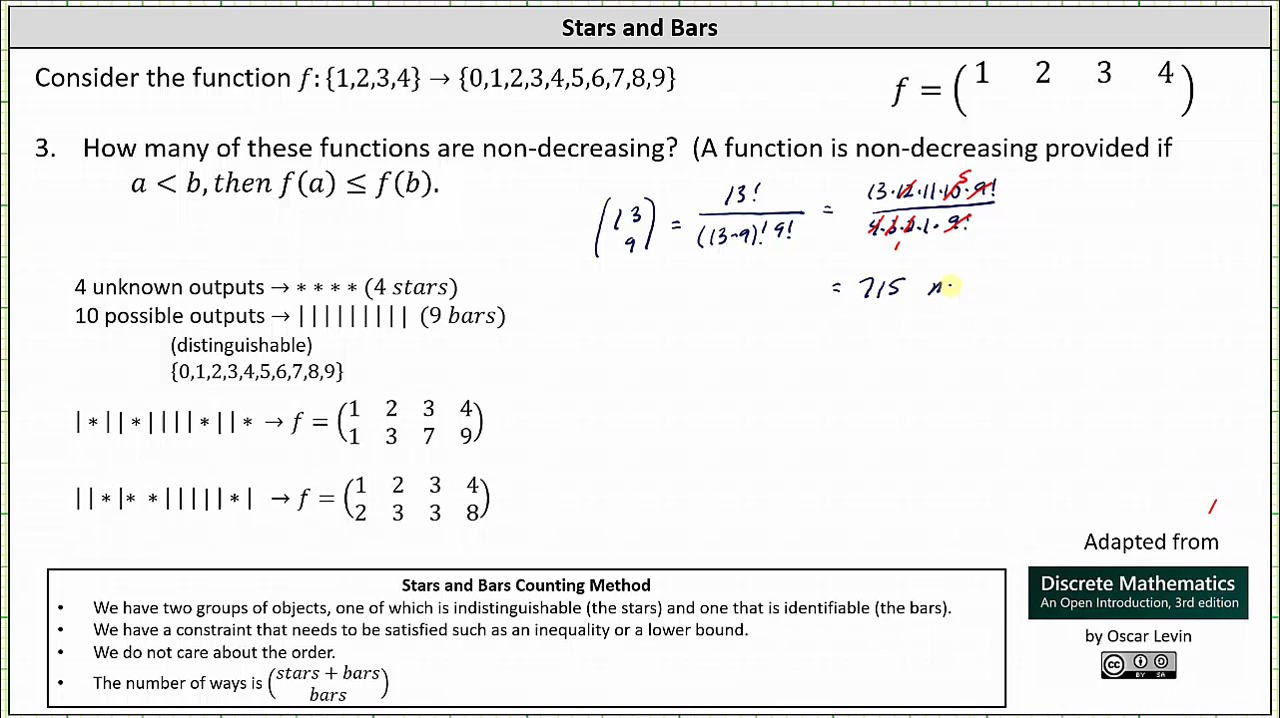 Stars and Bars
Consider the function f: {1,2,3,4} → {0,1,2,3,4,5,6,7,8,9}
f = (1 2 3 4)
3. How many of these functions are non-decreasing? (A function is non-decreasing provided if
a < b, then f(a) ≤ f(b).
(13 9) = 13! / (13-9)! 9! = 13·12·11·10·9! / 4·3·2·1·9!
5
1
= 715 n
4 unknown outputs → * * * * (4 stars)
10 possible outputs → | | | | | | | | | (9 bars)
(distinguishable)
{0,1,2,3,4,5,6,7,8,9}
| * | | * | | | | * | | * → f = (1 2 3 4
1 3 7 9)
| | * | * * | | | | | * | → f = (1 2 3 4
2 3 3 8)
Adapted from
Discrete Mathematics
An Open Introduction, 3rd edition
by Oscar Levin
CC BY SA
Stars and Bars Counting Method
• We have two groups of objects, one of which is indistinguishable (the stars) and one that is identifiable (the bars).
• We have a constraint that needs to be satisfied such as an inequality or a lower bound.
• We do not care about the order.
• The number of ways is (stars + bars
bars)